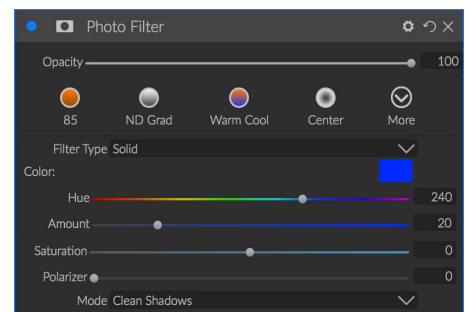 Photo Filter
Opacity 100
85 ND Grad Warm Cool Center More
Filter Type Solid
Color:
Hue 240
Amount 20
Saturation 0
Polarizer 0
Mode Clean Shadows